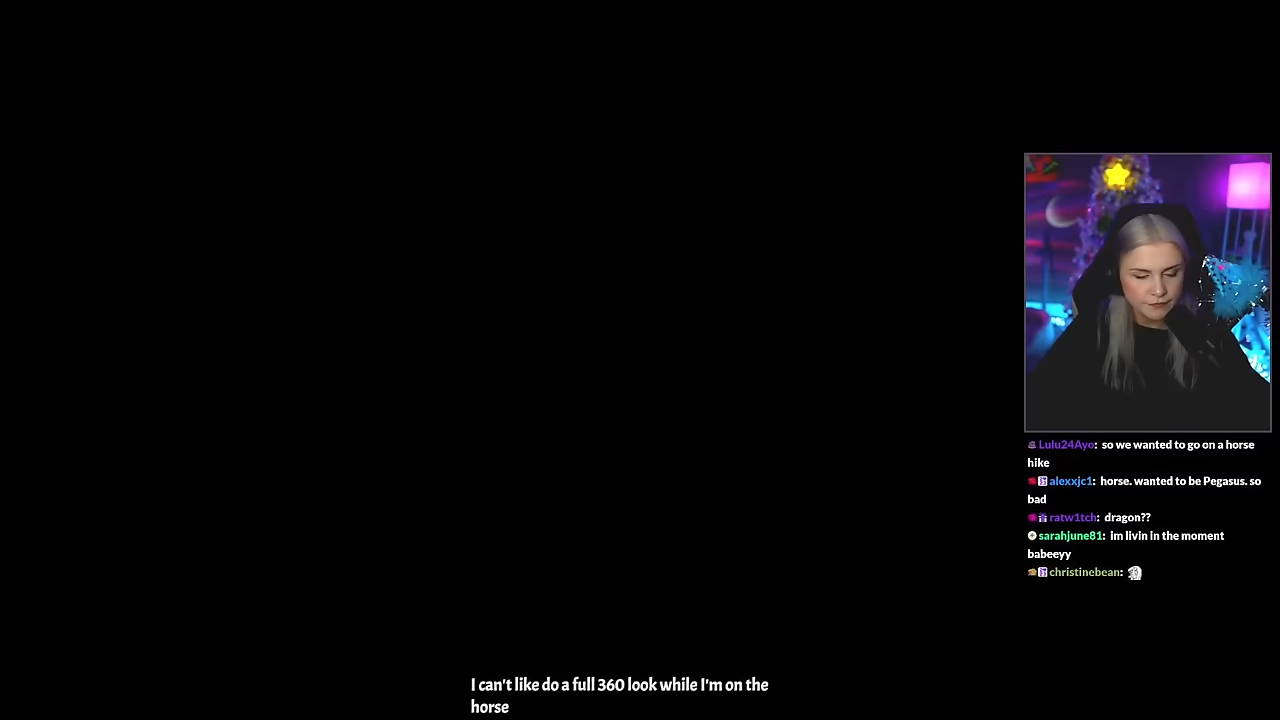 Lulu24Ayo: so we wanted to go on a horse
hike
alexxjc1: horse. wanted to be Pegasus. so
bad
ratw1tch: dragon??
sarahjune81: im livin in the moment
babeeyy
christinebean:
I can't like do a full 360 look while I'm on the
horse